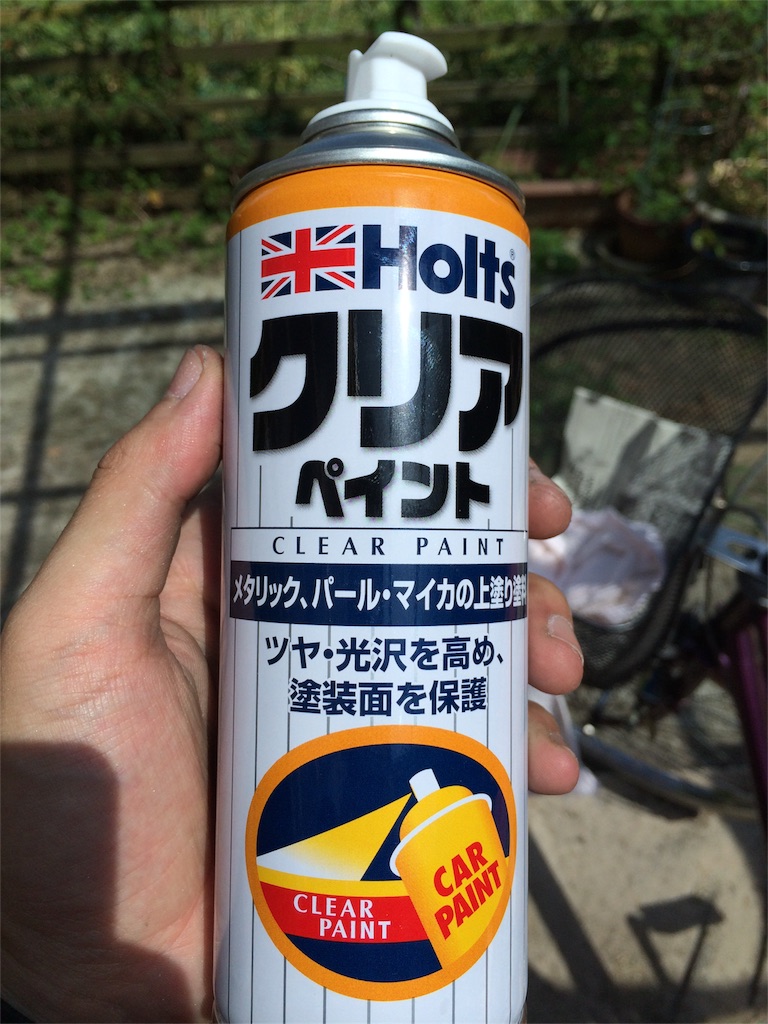 Holts®
クリア
ペイント
CLEAR PAINT
メタリック、パール・マイカの上塗り塗料
ツヤ・光沢を高め、
塗装面を保護
CAR
PAINT
CLEAR
PAINT